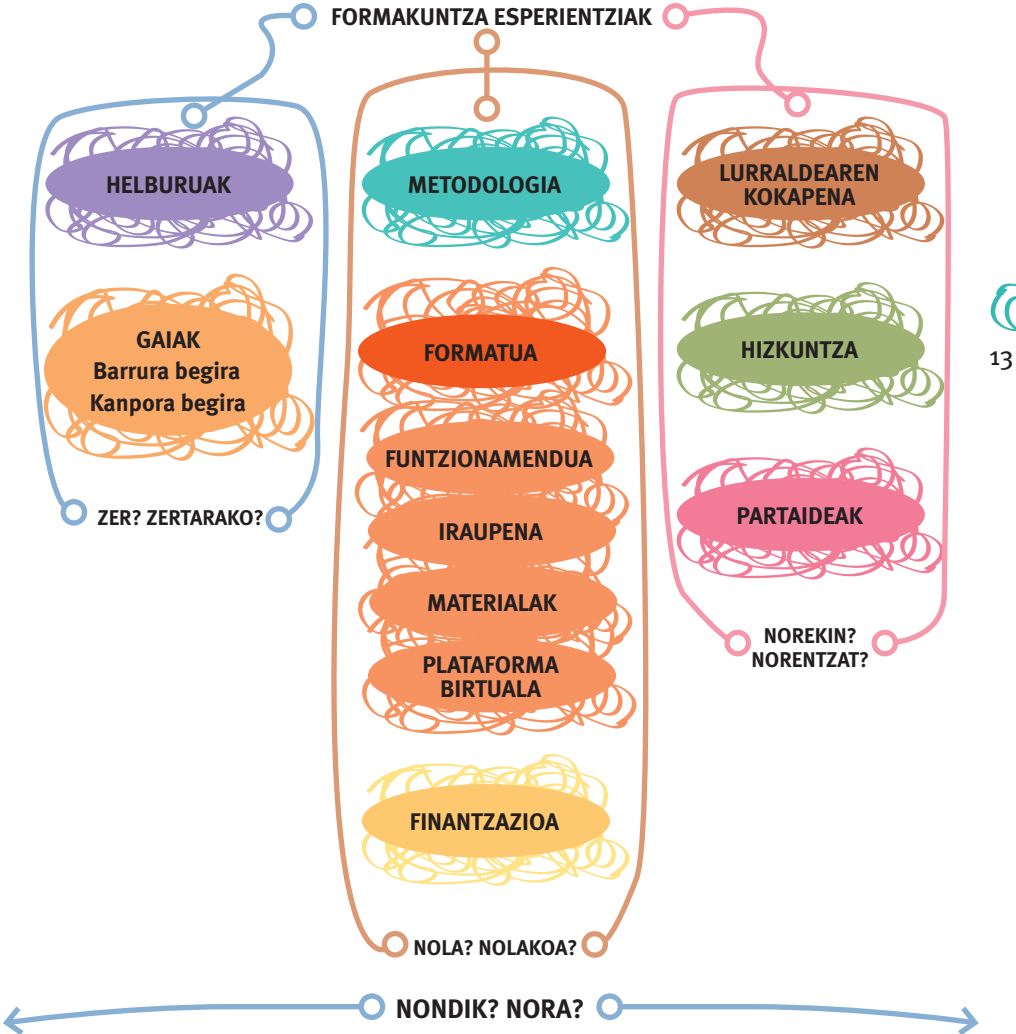 FORMAKUNTZA ESPERIENTZIAK
HELBURUAK
GAIAK
Barrura begira
Kanpora begira
ZER? ZERTARAKO?
METODOLOGIA
FORMATUA
FUNTZIONAMENDUA
IRAUPENA
MATERIALAK
PLATAFORMA
BIRTUALA
FINANTZAZIOA
NOLA? NOLAKOA?
LURRALDEAREN
KOKAPENA
HIZKUNTZA
PARTAIDEAK
NOREKIN?
NORENTZAT?
13
NONDIK? NORA?